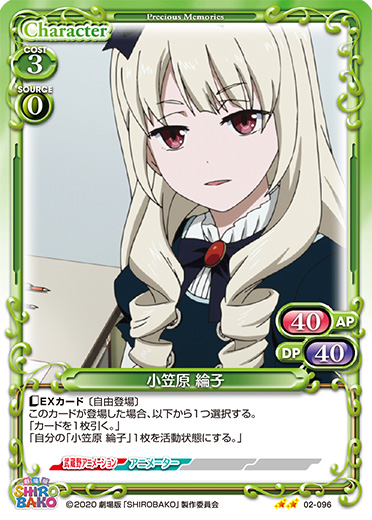 Precious Memories
Character
COST
3
SOURCE
0
40 AP
DP 40
小笠原 綸子
EXカード〔自由登場〕
このカードが登場した場合、以下から1つ選択する。
「カードを1枚引く。」
「自分の「小笠原 綸子」1枚を活動状態にする。」
武蔵野アニメーション アニメーター
劇場版
SHIROBAKO
©2020 劇場版「SHIROBAKO」製作委員会
02-096